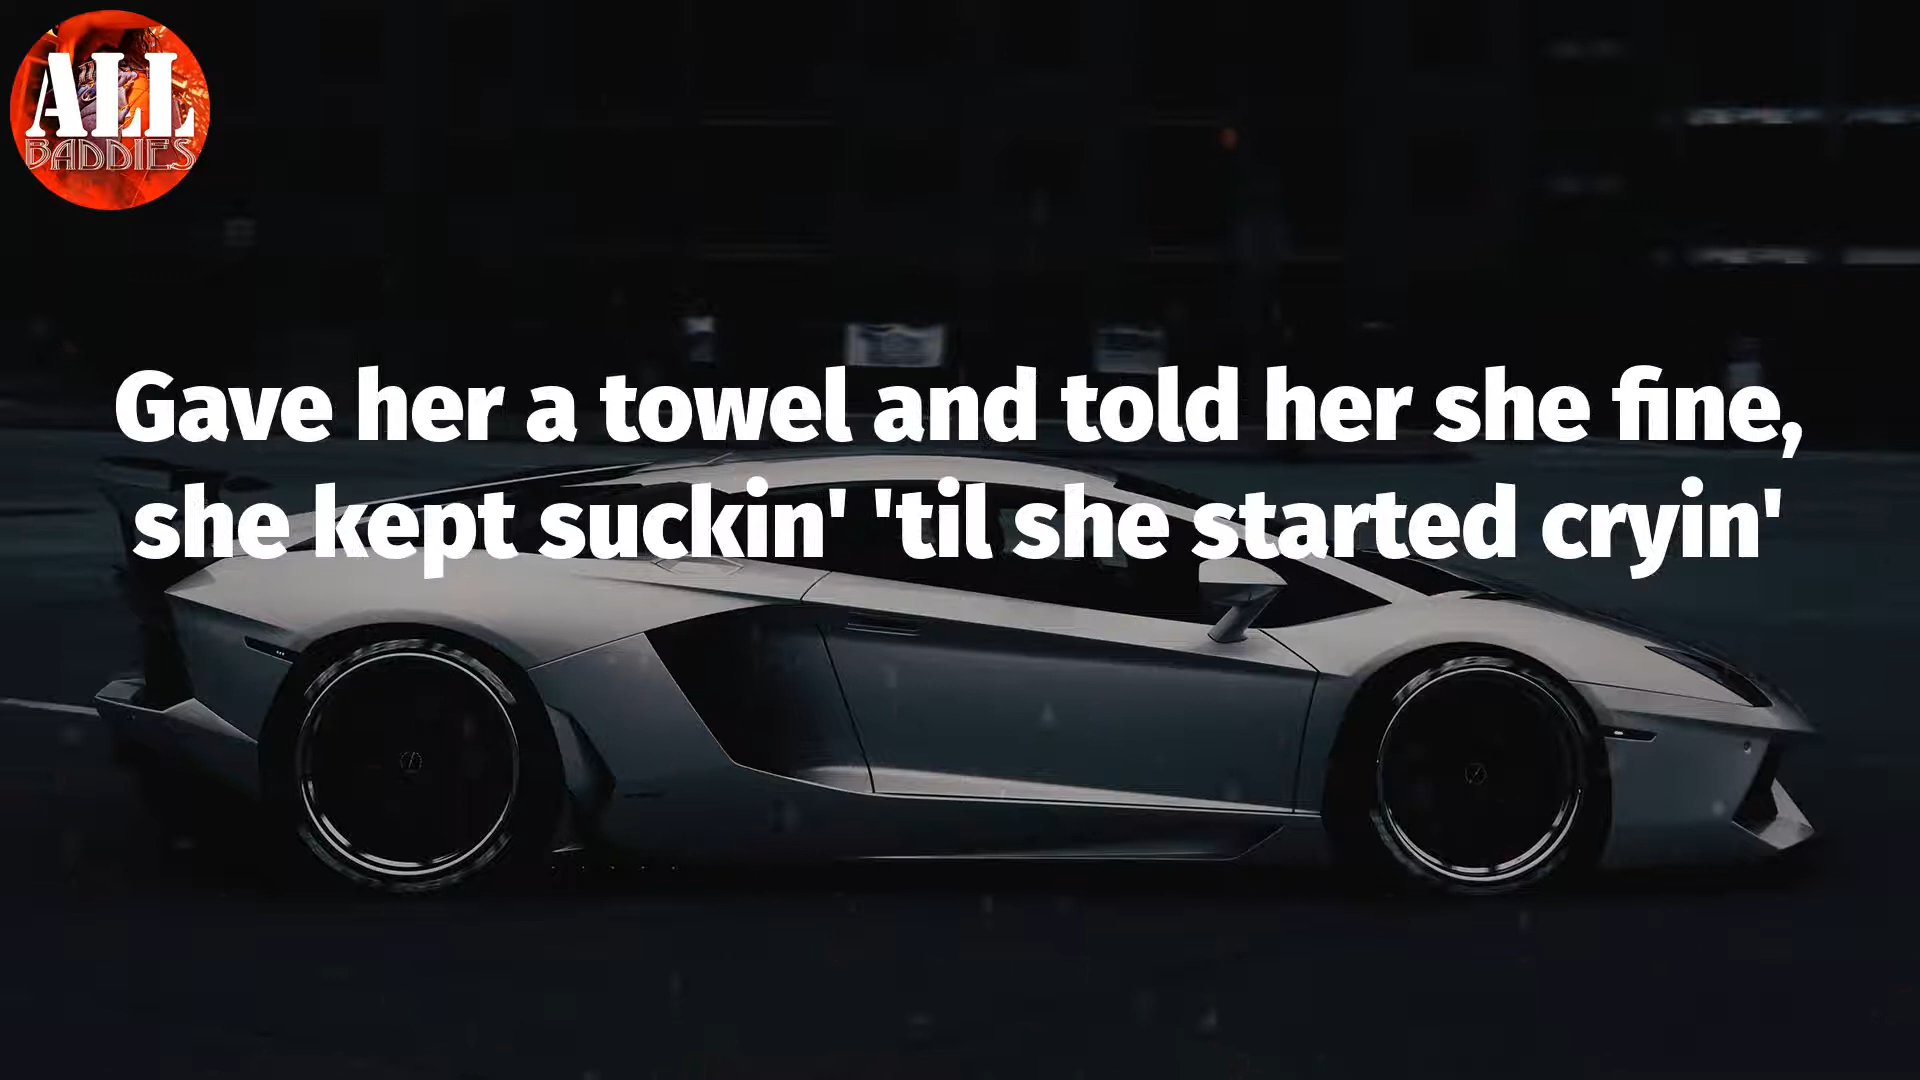 ALL
BADDIES
Gave her a towel and told her she fine,
she kept suckin' 'til she started cryin'